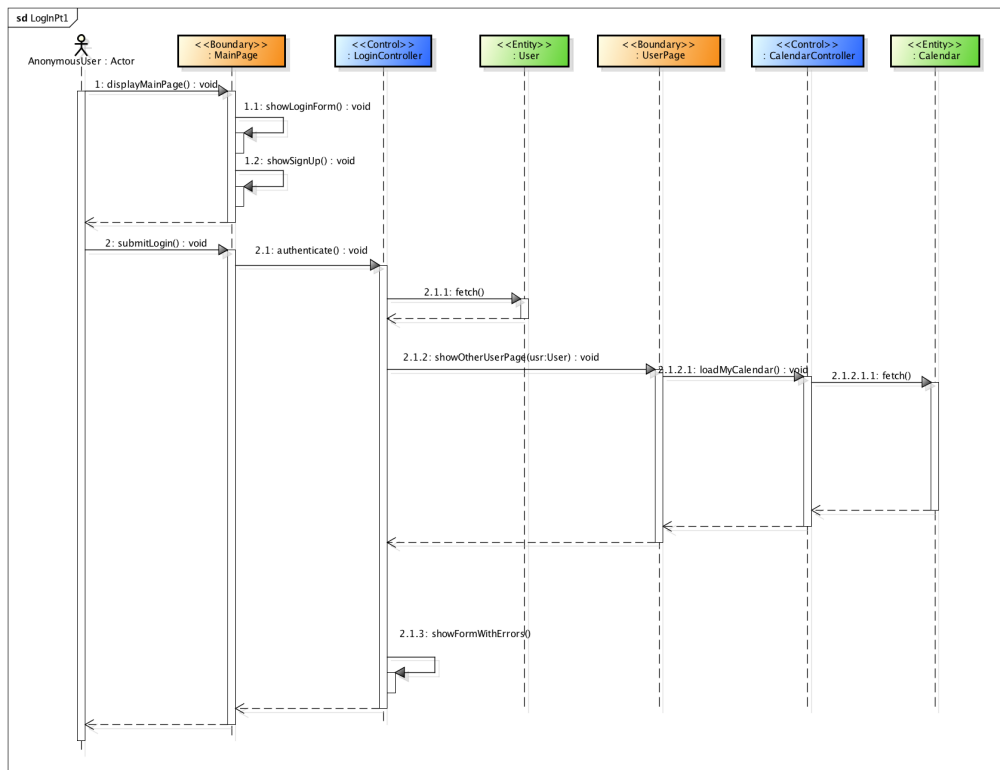 sd LogInPt1
AnonymousUser : Actor
<<Boundary>>
: MainPage
<<Control>>
: LoginController
<<Entity>>
: User
<<Boundary>>
: UserPage
<<Control>>
: CalendarController
<<Entity>>
: Calendar
1: displayMainPage() : void
1.1: showLoginForm() : void
1.2: showSignUp() : void
2: submitLogin() : void
2.1: authenticate() : void
2.1.1: fetch()
2.1.2: showOtherUserPage(usr:User) : void
2.1.2.1: loadMyCalendar() : void
2.1.2.1.1: fetch()
2.1.3: showFormWithErrors()